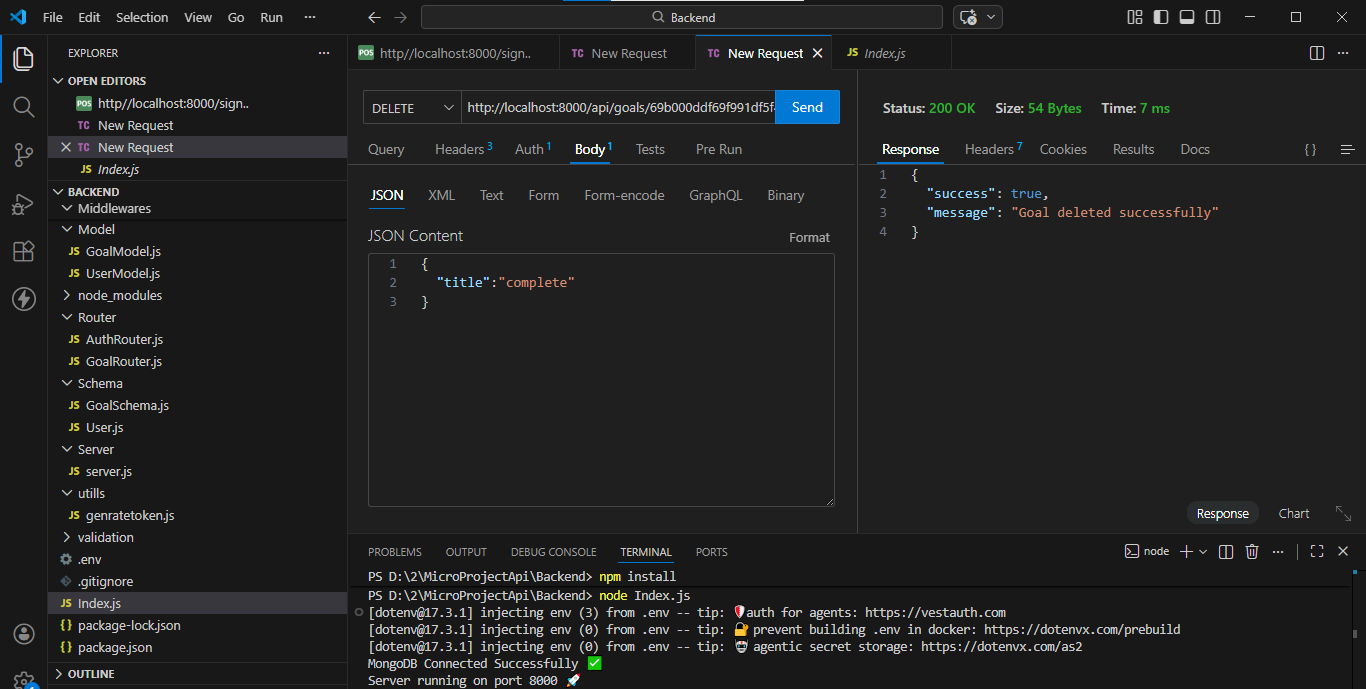 File Edit Selection View Go Run ···
Backend
EXPLORER
OPEN EDITORS
POS http//localhost:8000/sign..
TC New Request
TC New Request
JS Index.js
BACKEND
Middlewares
Model
JS GoalModel.js
JS UserModel.js
node_modules
Router
JS AuthRouter.js
JS GoalRouter.js
Schema
JS GoalSchema.js
JS User.js
Server
JS server.js
utills
JS genratetoken.js
validation
.env
.gitignore
JS Index.js
{} package-lock.json
{} package.json
OUTLINE
POS http//localhost:8000/sign..
TC New Request
TC New Request
JS Index.js
DELETE
http://localhost:8000/api/goals/69b000ddf69f991df5f
Send
Query Headers 3 Auth 1 Body 1 Tests Pre Run
JSON XML Text Form Form-encode GraphQL Binary
JSON Content
Format
1 {
2 "title":"complete"
3 }
Status: 200 OK Size: 54 Bytes Time: 7 ms
Response Headers 7 Cookies Results Docs {}
1 {
2 "success": true,
3 "message": "Goal deleted successfully"
4 }
Response Chart
PROBLEMS OUTPUT DEBUG CONSOLE TERMINAL PORTS
node
PS D:\2\MicroProjectApi\Backend> npm install
PS D:\2\MicroProjectApi\Backend> node Index.js
[dotenv@17.3.1] injecting env (3) from .env -- tip: 🛡️ auth for agents: https://vestauth.com
[dotenv@17.3.1] injecting env (0) from .env -- tip: 🔐 prevent building .env in docker: https://dotenvx.com/prebuild
[dotenv@17.3.1] injecting env (0) from .env -- tip: 🤖 agentic secret storage: https://dotenvx.com/as2
MongoDB Connected Successfully ✅
Server running on port 8000 🚀